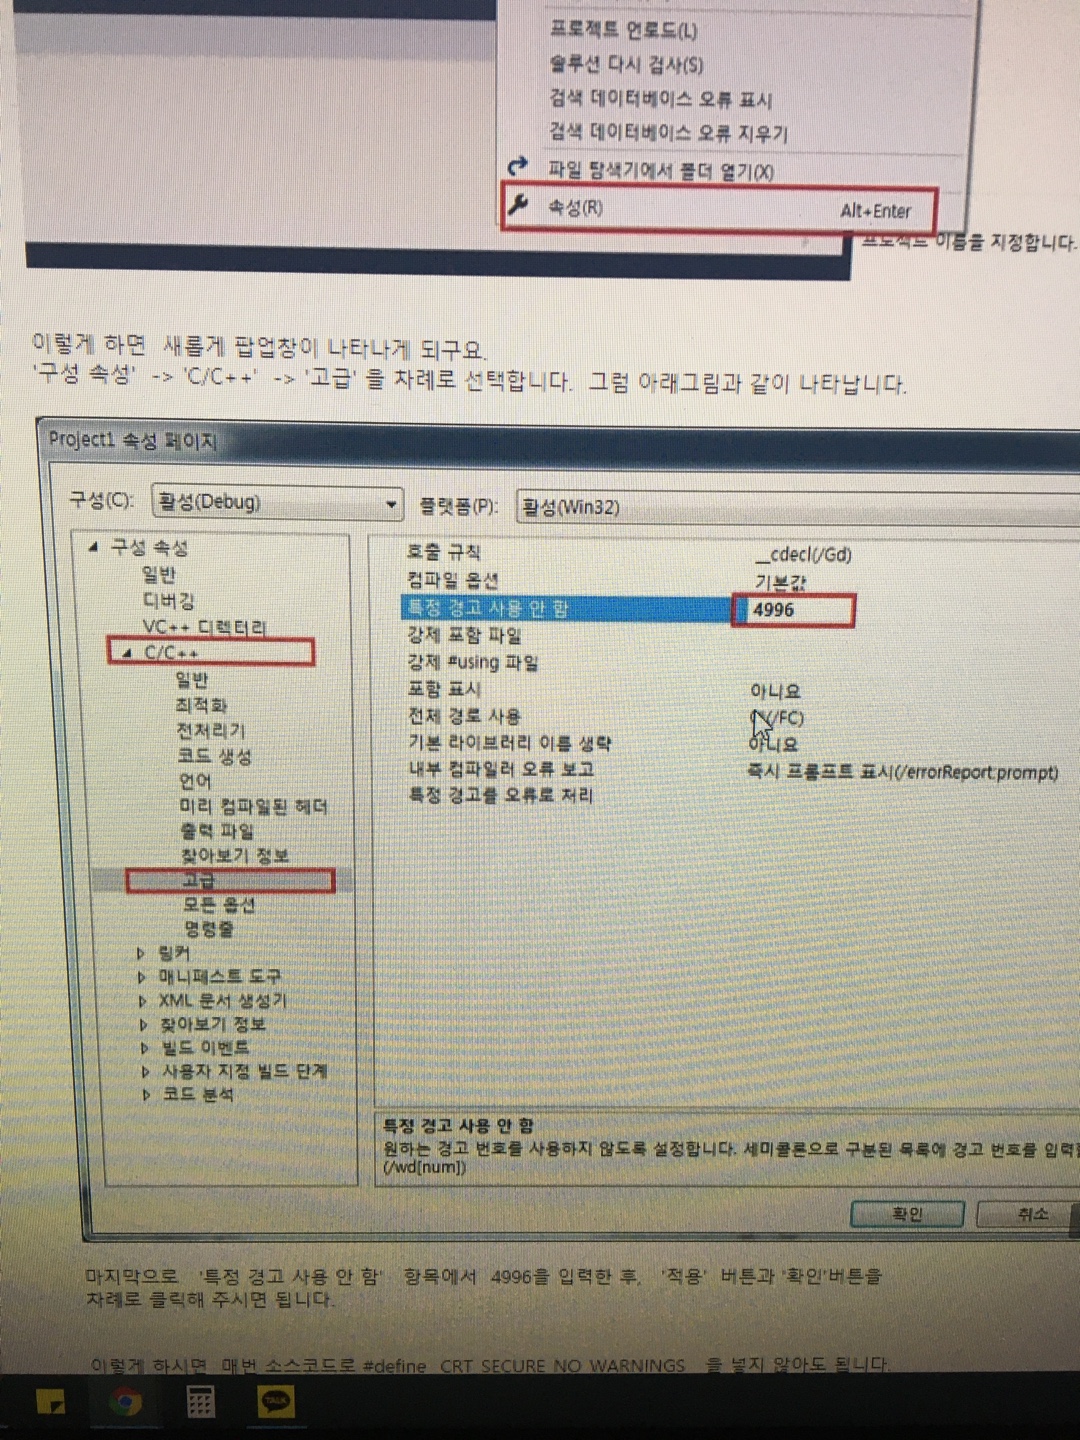 프로젝트 언로드(L)
솔루션 다시 검사(S)
검색 데이터베이스 오류 표시
검색 데이터베이스 오류 지우기
파일 탐색기에서 폴더 열기(X)
속성(R) Alt+Enter
프로젝트 이름을 지정합니다.
이렇게 하면 새롭게 팝업창이 나타나게 되구요.
'구성 속성' -> 'C/C++' -> '고급' 을 차례로 선택합니다. 그럼 아래그림과 같이 나타납니다.
Project1 속성 페이지
구성(C): 활성(Debug) 플랫폼(P): 활성(Win32)
구성 속성
일반
디버깅
VC++ 디렉터리
C/C++
일반
최적화
전처리기
코드 생성
언어
미리 컴파일된 헤더
출력 파일
찾아보기 정보
고급
모든 옵션
명령줄
링커
매니페스트 도구
XML 문서 생성기
찾아보기 정보
빌드 이벤트
사용자 지정 빌드 단계
코드 분석
호출 규칙 __cdecl(/Gd)
컴파일 옵션 기본값
특정 경고 사용 안 함 4996
강제 포함 파일
강제 #using 파일
포함 표시 아니요
전체 경로 사용 (/FC)
기본 라이브러리 이름 생략 아니요
내부 컴파일러 오류 보고 즉시 프롬프트 표시(/errorReport:prompt)
특정 경고를 오류로 처리
특정 경고 사용 안 함
원하는 경고 번호를 사용하지 않도록 설정합니다. 세미콜론으로 구분된 목록에 경고 번호를
(/wd[num])
확인 취소
마지막으로 '특정 경고 사용 안 함' 항목에서 4996을 입력한 후, '적용' 버튼과 '확인'버튼을
차례로 클릭해 주시면 됩니다.
이렇게 하시면 매번 소스코드로 #define _CRT_SECURE_NO_WARNINGS 을 넣지 않아도 됩니다.
TALK